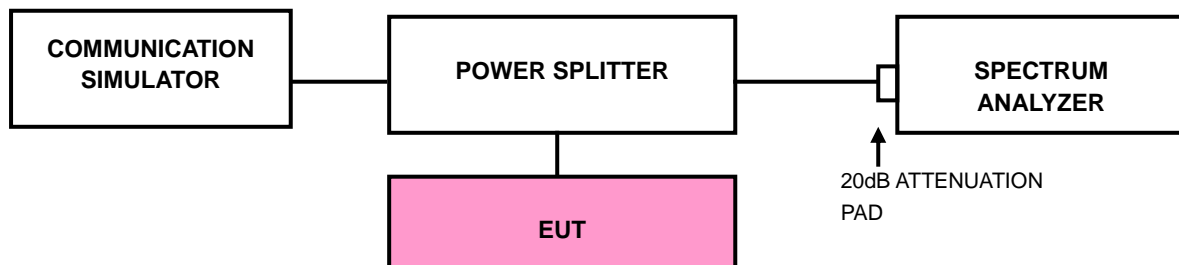 COMMUNICATION
SIMULATOR
POWER SPLITTER
SPECTRUM
ANALYZER
20dB ATTENUATION
PAD
EUT